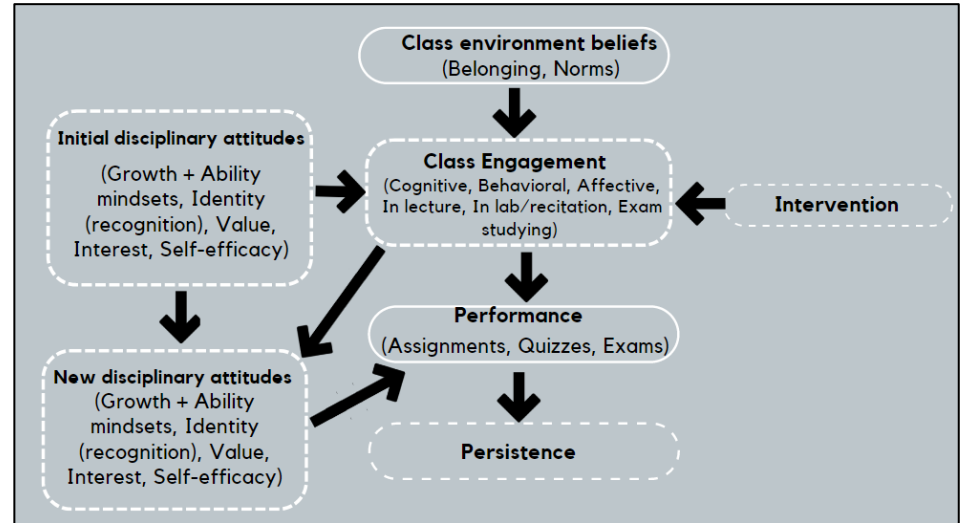 Class environment beliefs
(Belonging, Norms)
Initial disciplinary attitudes
(Growth + Ability
mindsets, Identity
(recognition), Value,
Interest, Self-efficacy)
Class Engagement
(Cognitive, Behavioral, Affective,
In lecture, In lab/recitation, Exam
studying)
Intervention
Performance
(Assignments, Quizzes, Exams)
New disciplinary attitudes
(Growth + Ability
mindsets, Identity
(recognition), Value,
Interest, Self-efficacy)
Persistence